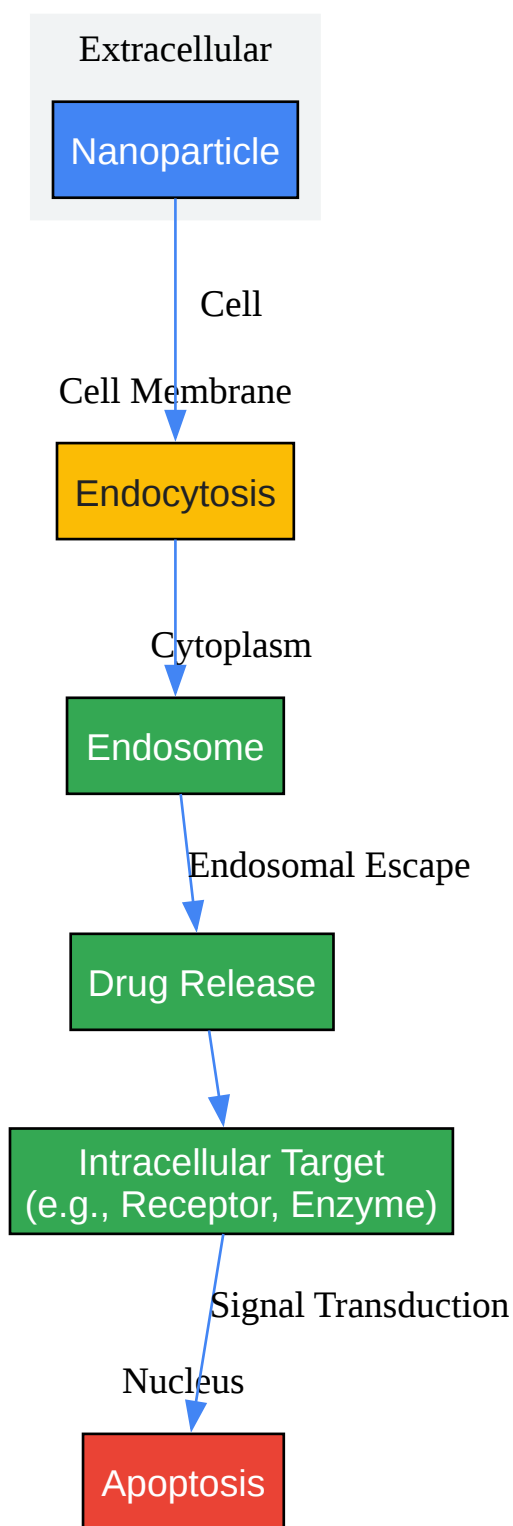 Extracellular
Nanoparticle
Cell
Cell Membrane
Endocytosis
Cytoplasm
Endosome
Endosomal Escape
Drug Release
Intracellular Target
(e.g., Receptor, Enzyme)
Signal Transduction
Nucleus
Apoptosis